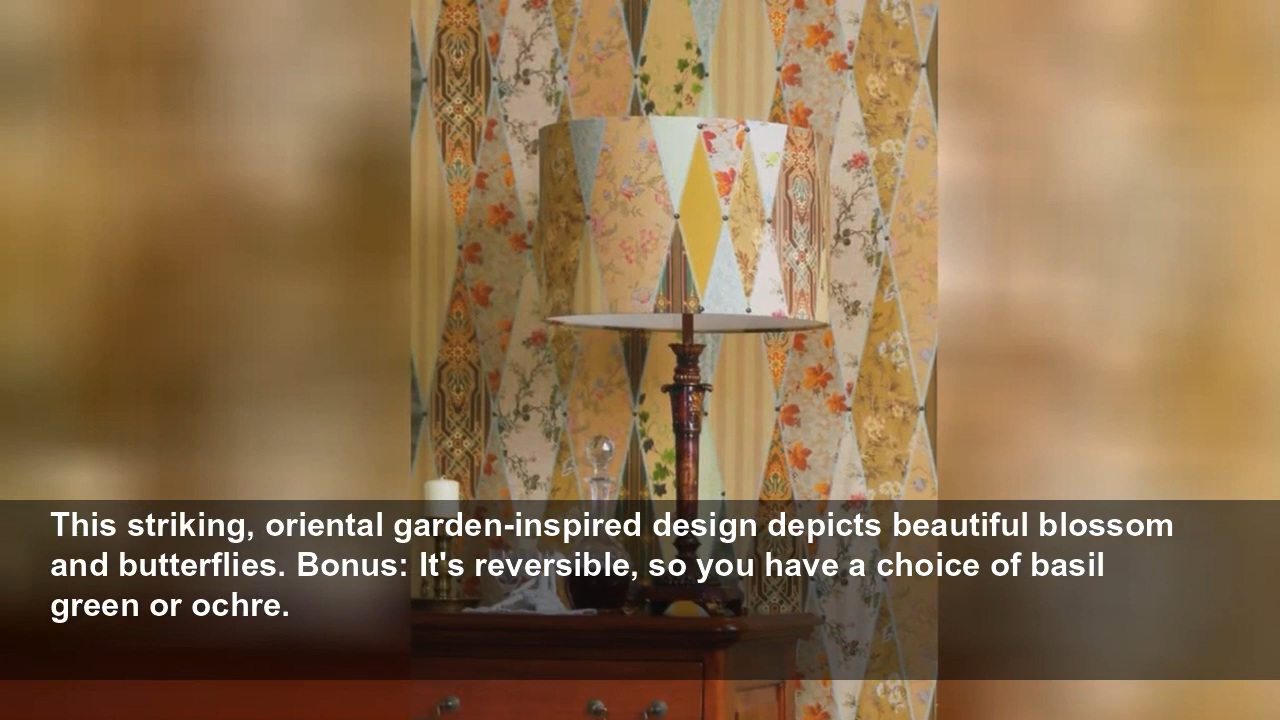 This striking, oriental garden-inspired design depicts beautiful blossom
and butterflies. Bonus: It's reversible, so you have a choice of basil
green or ochre.